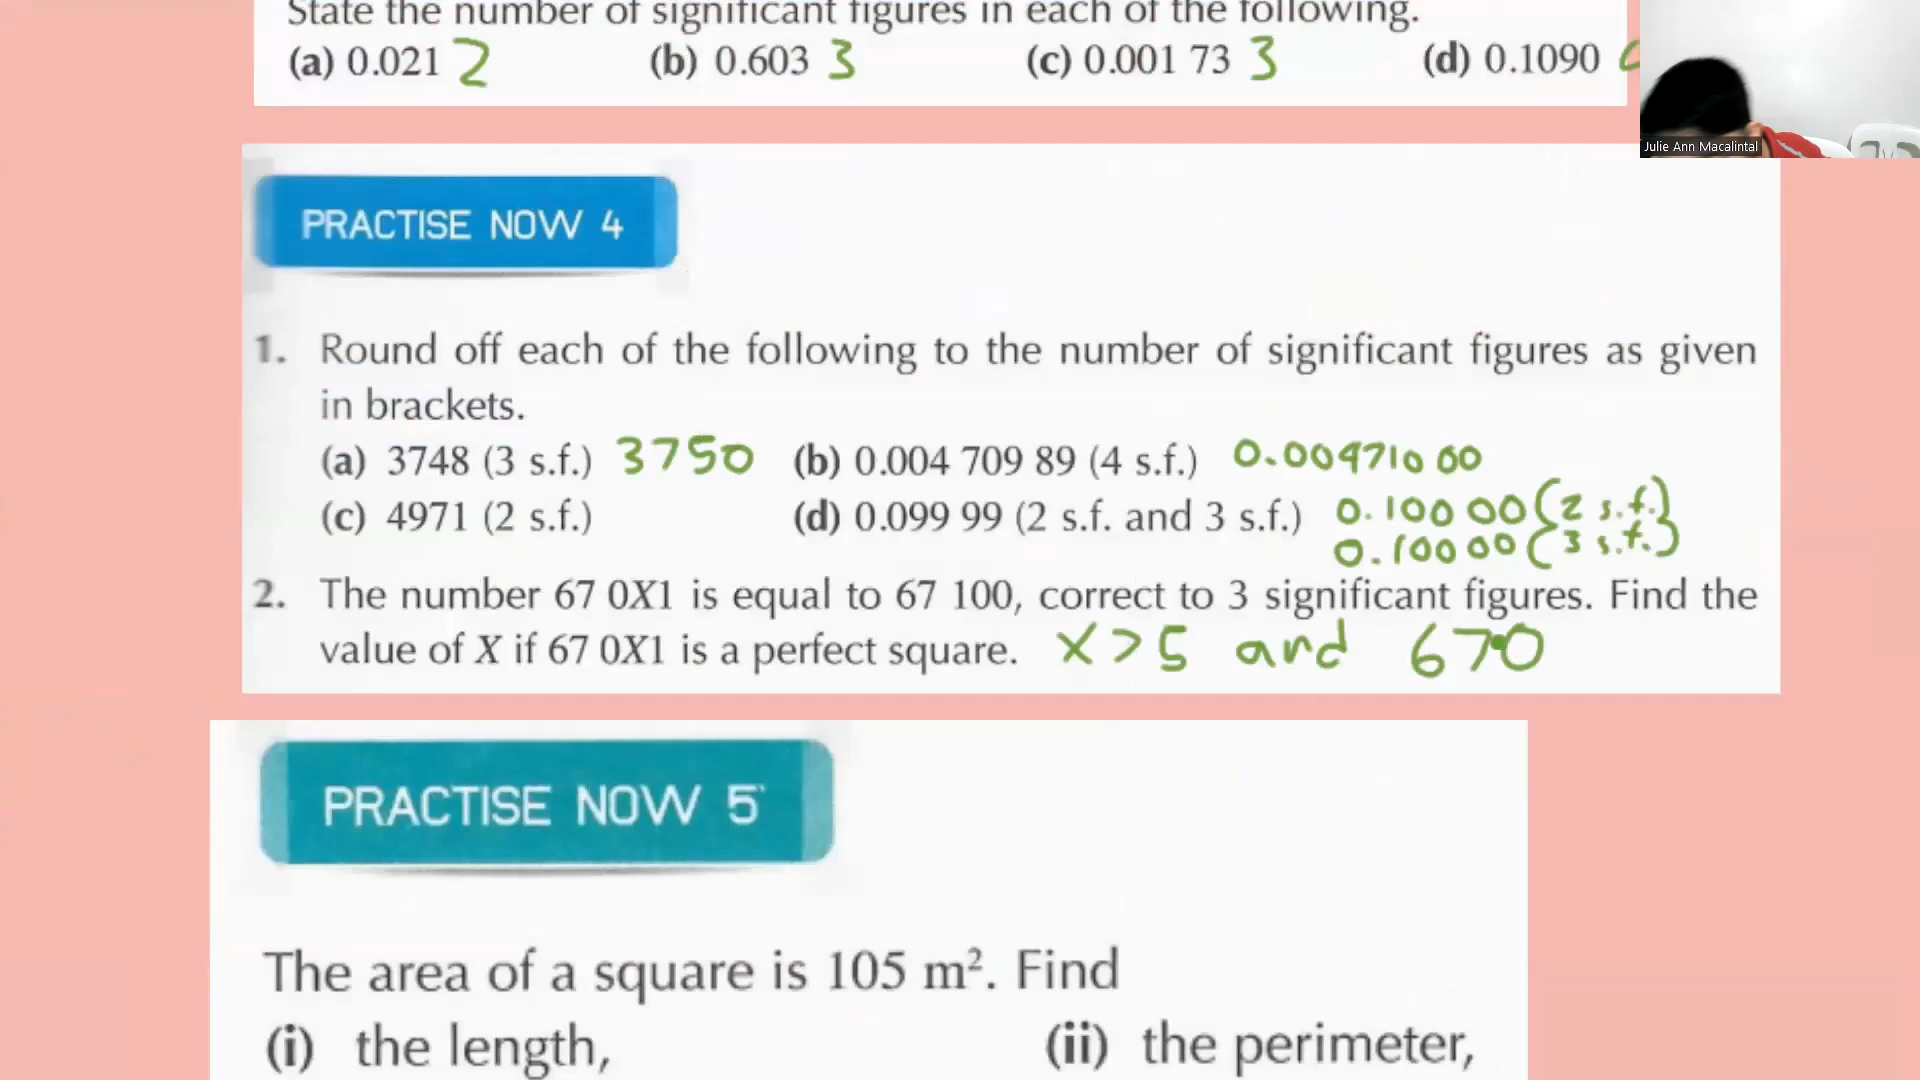 State the number of significant figures in each of the following.
(a) 0.021 2 (b) 0.603 3 (c) 0.001 73 3 (d) 0.1090
Julie Ann Macalintal
PRACTISE NOW 4
1. Round off each of the following to the number of significant figures as given
in brackets.
(a) 3748 (3 s.f.) 3750 (b) 0.004 709 89 (4 s.f.) 0.00471000
(c) 4971 (2 s.f.) (d) 0.099 99 (2 s.f. and 3 s.f.) 0.100 00 (2 s.f.)
0.100 00 (3 s.f.)
2. The number 67 0X1 is equal to 67 100, correct to 3 significant figures. Find the
value of X if 67 0X1 is a perfect square. X > 5 and 670
PRACTISE NOW 5
The area of a square is 105 m². Find
(i) the length, (ii) the perimeter,